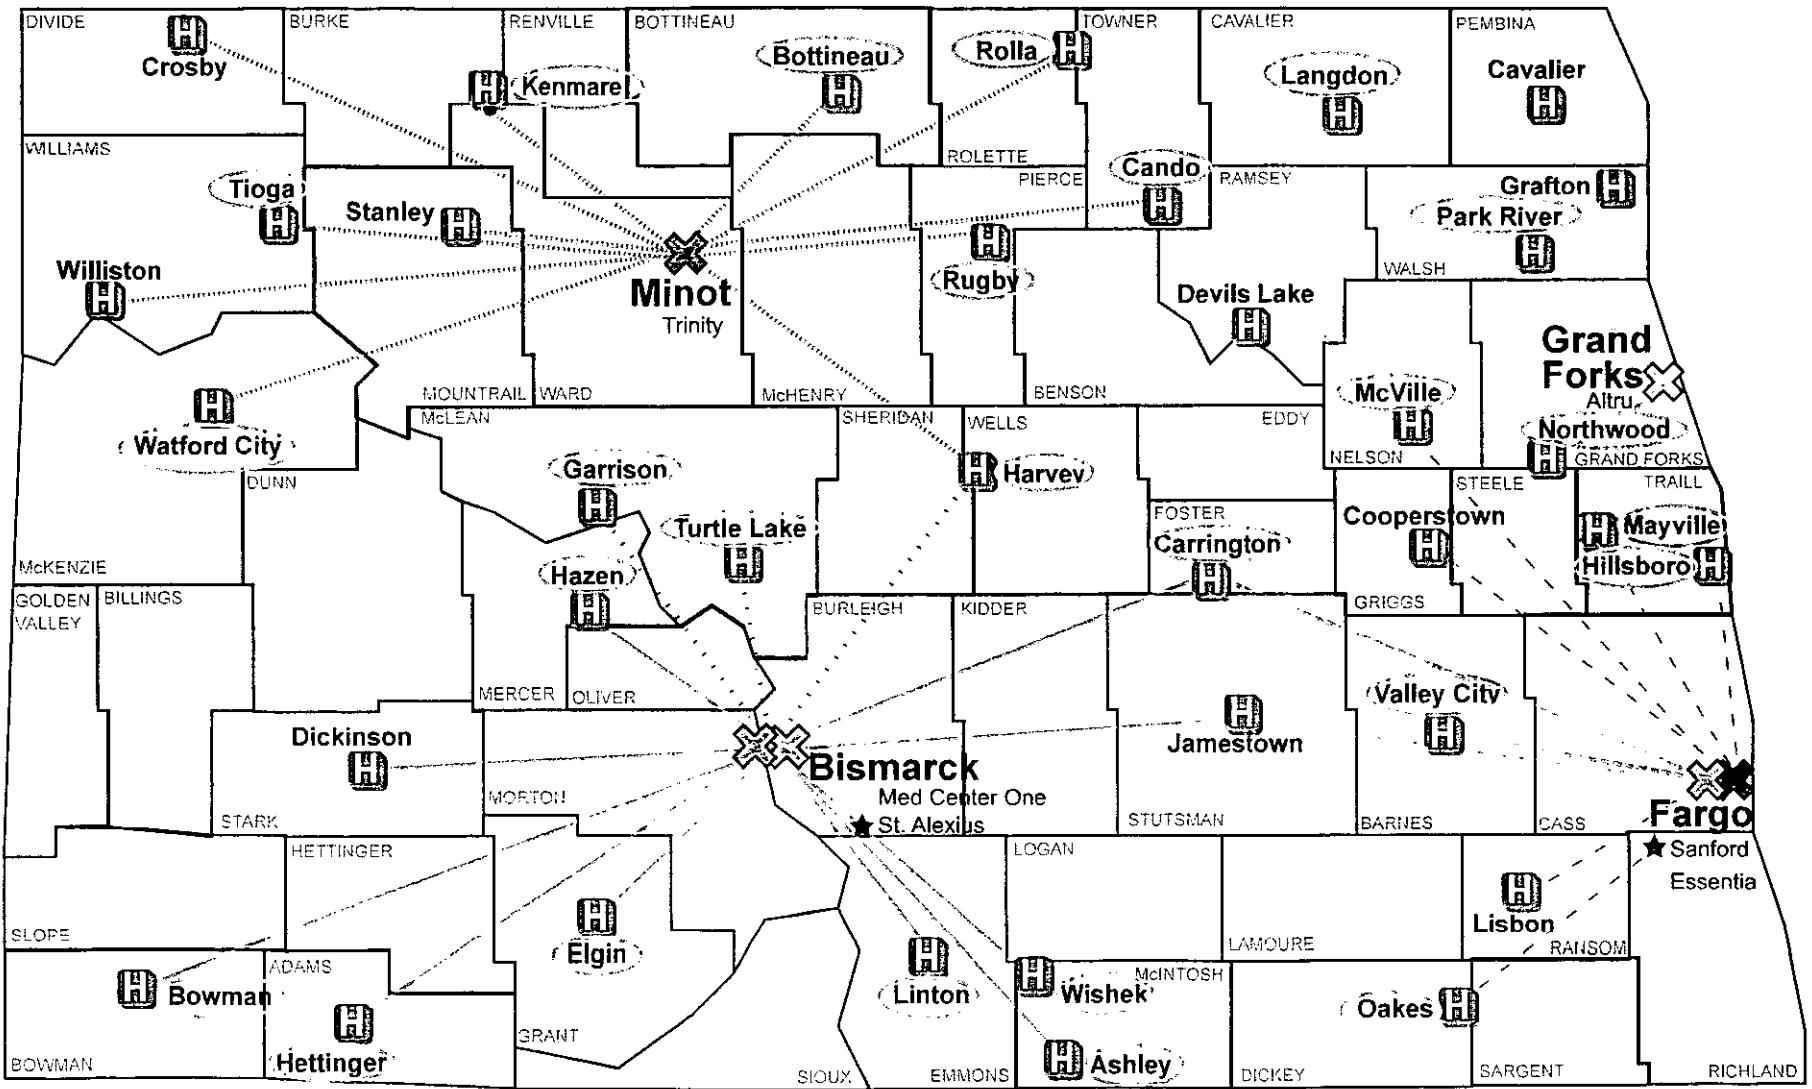 DIVIDE
BURKE
RENVILLE
BOTTINEAU
TOWNER
CAVALIER
PEMBINA
Crosby
Kenmare
Bottineau
Rolla
Langdon
Cavalier
WILLIAMS
ROLETTE
PIERCE
Cando
RAMSEY
Tioga
Stanley
Grafton
Park River
WALSH
Williston
Minot
Trinity
Rugby
Devils Lake
Grand
Forks
Altru
MOUNTRAIL
WARD
McHENRY
BENSON
McVille
Northwood
Watford City
McLEAN
SHERIDAN
WELLS
EDDY
NELSON
GRAND FORKS
DUNN
Garrison
Harvev
STEELE
TRAILL
Turtle Lake
FOSTER
Carrington
Cooperstown
Mayville
Hillsboro
McKENZIE
Hazen
GOLDEN
VALLEY
BILLINGS
BURLEIGH
KIDDER
GRIGGS
MERCER
OLIVER
Valley City
Dickinson
Jamestown
Bismarck
Med Center One
St. Alexius
MORTON
STARK
STUTSMAN
BARNES
CASS
Fargo
Sanford
Essentia
HETTINGER
LOGAN
Lisbon
SLOPE
Elgin
LAMOURE
RANSOM
ADAMS
Bowman
Linton
McINTOSH
Wishek
Oakes
GRANT
Hettinger
Ashley
BOWMAN
SIOUX
EMMONS
DICKEY
SARGENT
RICHLAND